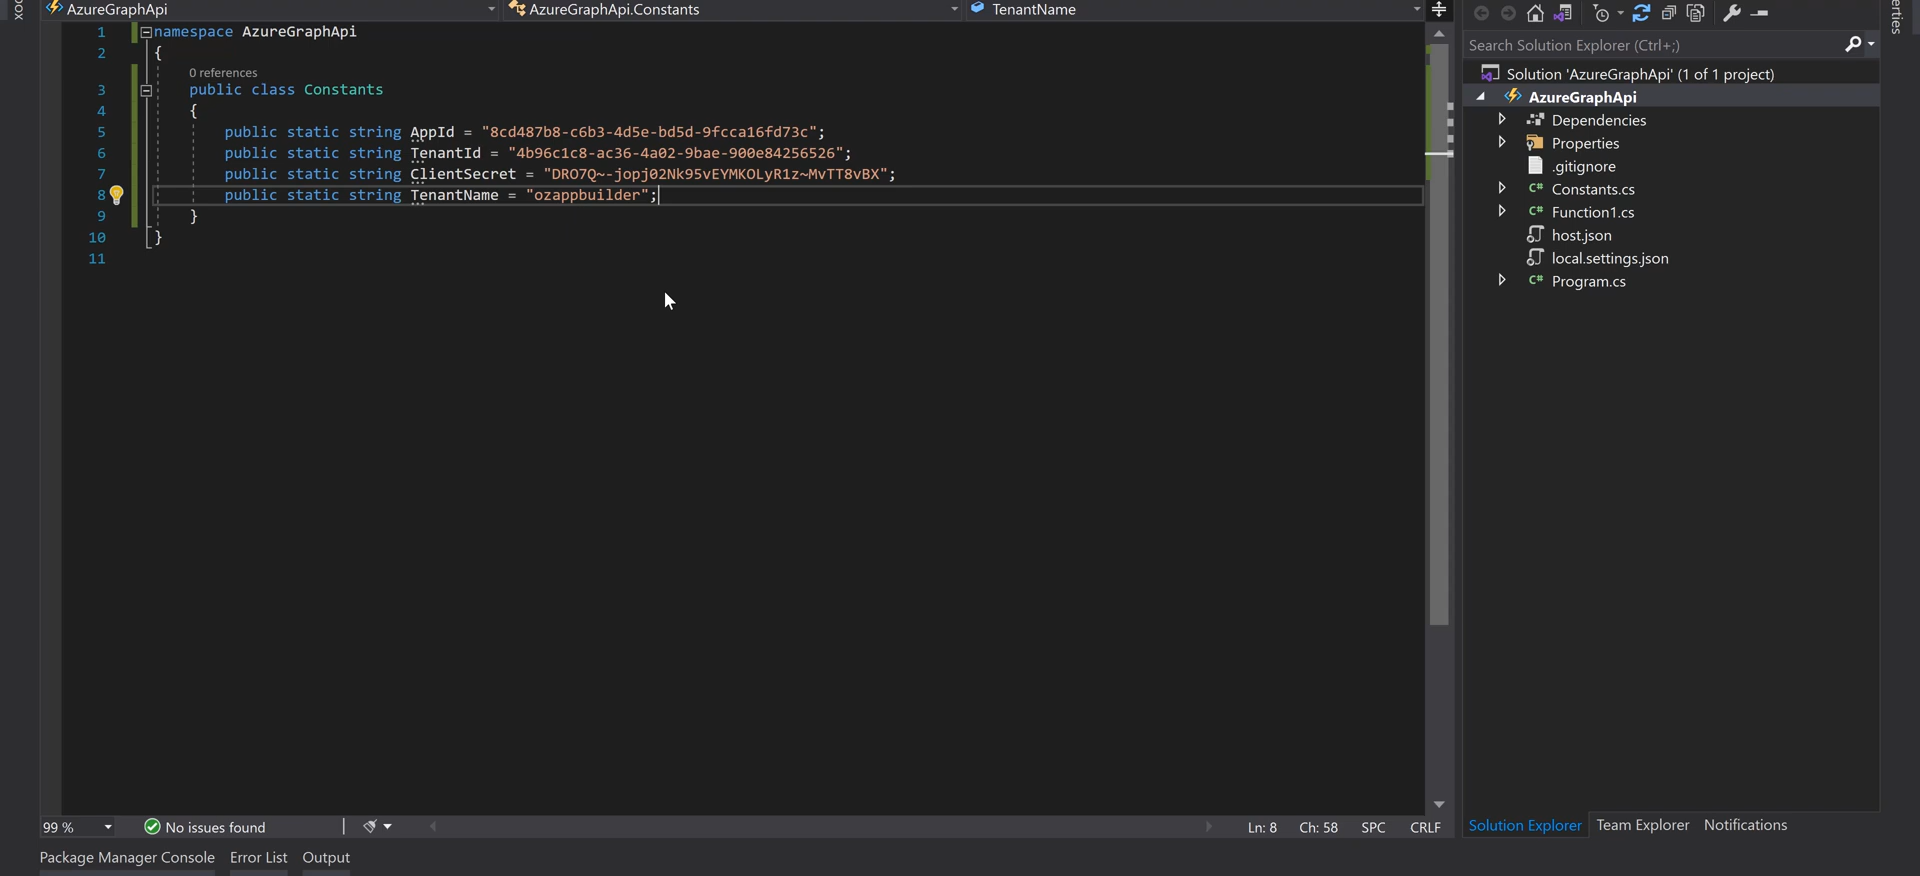 AzureGraphApi
AzureGraphApi.Constants
TenantName
1 namespace AzureGraphApi
2 {
0 references
3 public class Constants
4 {
5 public static string AppId = "8cd487b8-c6b3-4d5e-bd5d-9fcca16fd73c";
6 public static string TenantId = "4b96c1c8-ac36-4a02-9bae-900e84256526";
7 public static string ClientSecret = "DRO7Q~-jopj02Nk95vEYMKOLyR1z~MvTT8vBX";
8 public static string TenantName = "ozappbuilder";
9 }
10 }
11
99 %
No issues found
Ln: 8 Ch: 58 SPC CRLF
Package Manager Console Error List Output
Search Solution Explorer (Ctrl+;)
Solution 'AzureGraphApi' (1 of 1 project)
AzureGraphApi
Dependencies
Properties
.gitignore
C# Constants.cs
C# Function1.cs
host.json
local.settings.json
C# Program.cs
Solution Explorer Team Explorer Notifications